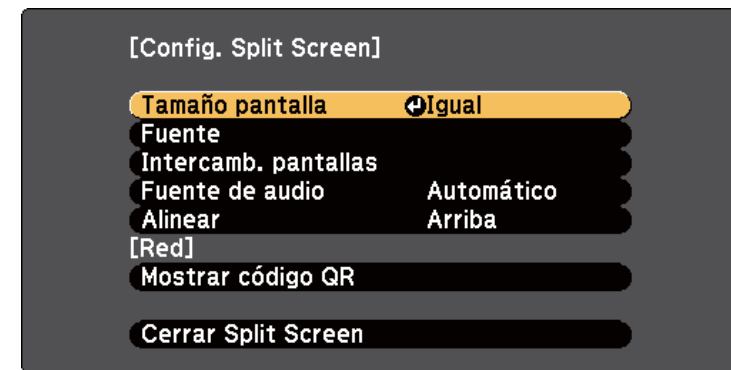 [Config. Split Screen]
Tamaño pantalla Igual
Fuente
Intercamb. pantallas
Fuente de audio Automático
Alinear Arriba
[Red]
Mostrar código QR
Cerrar Split Screen